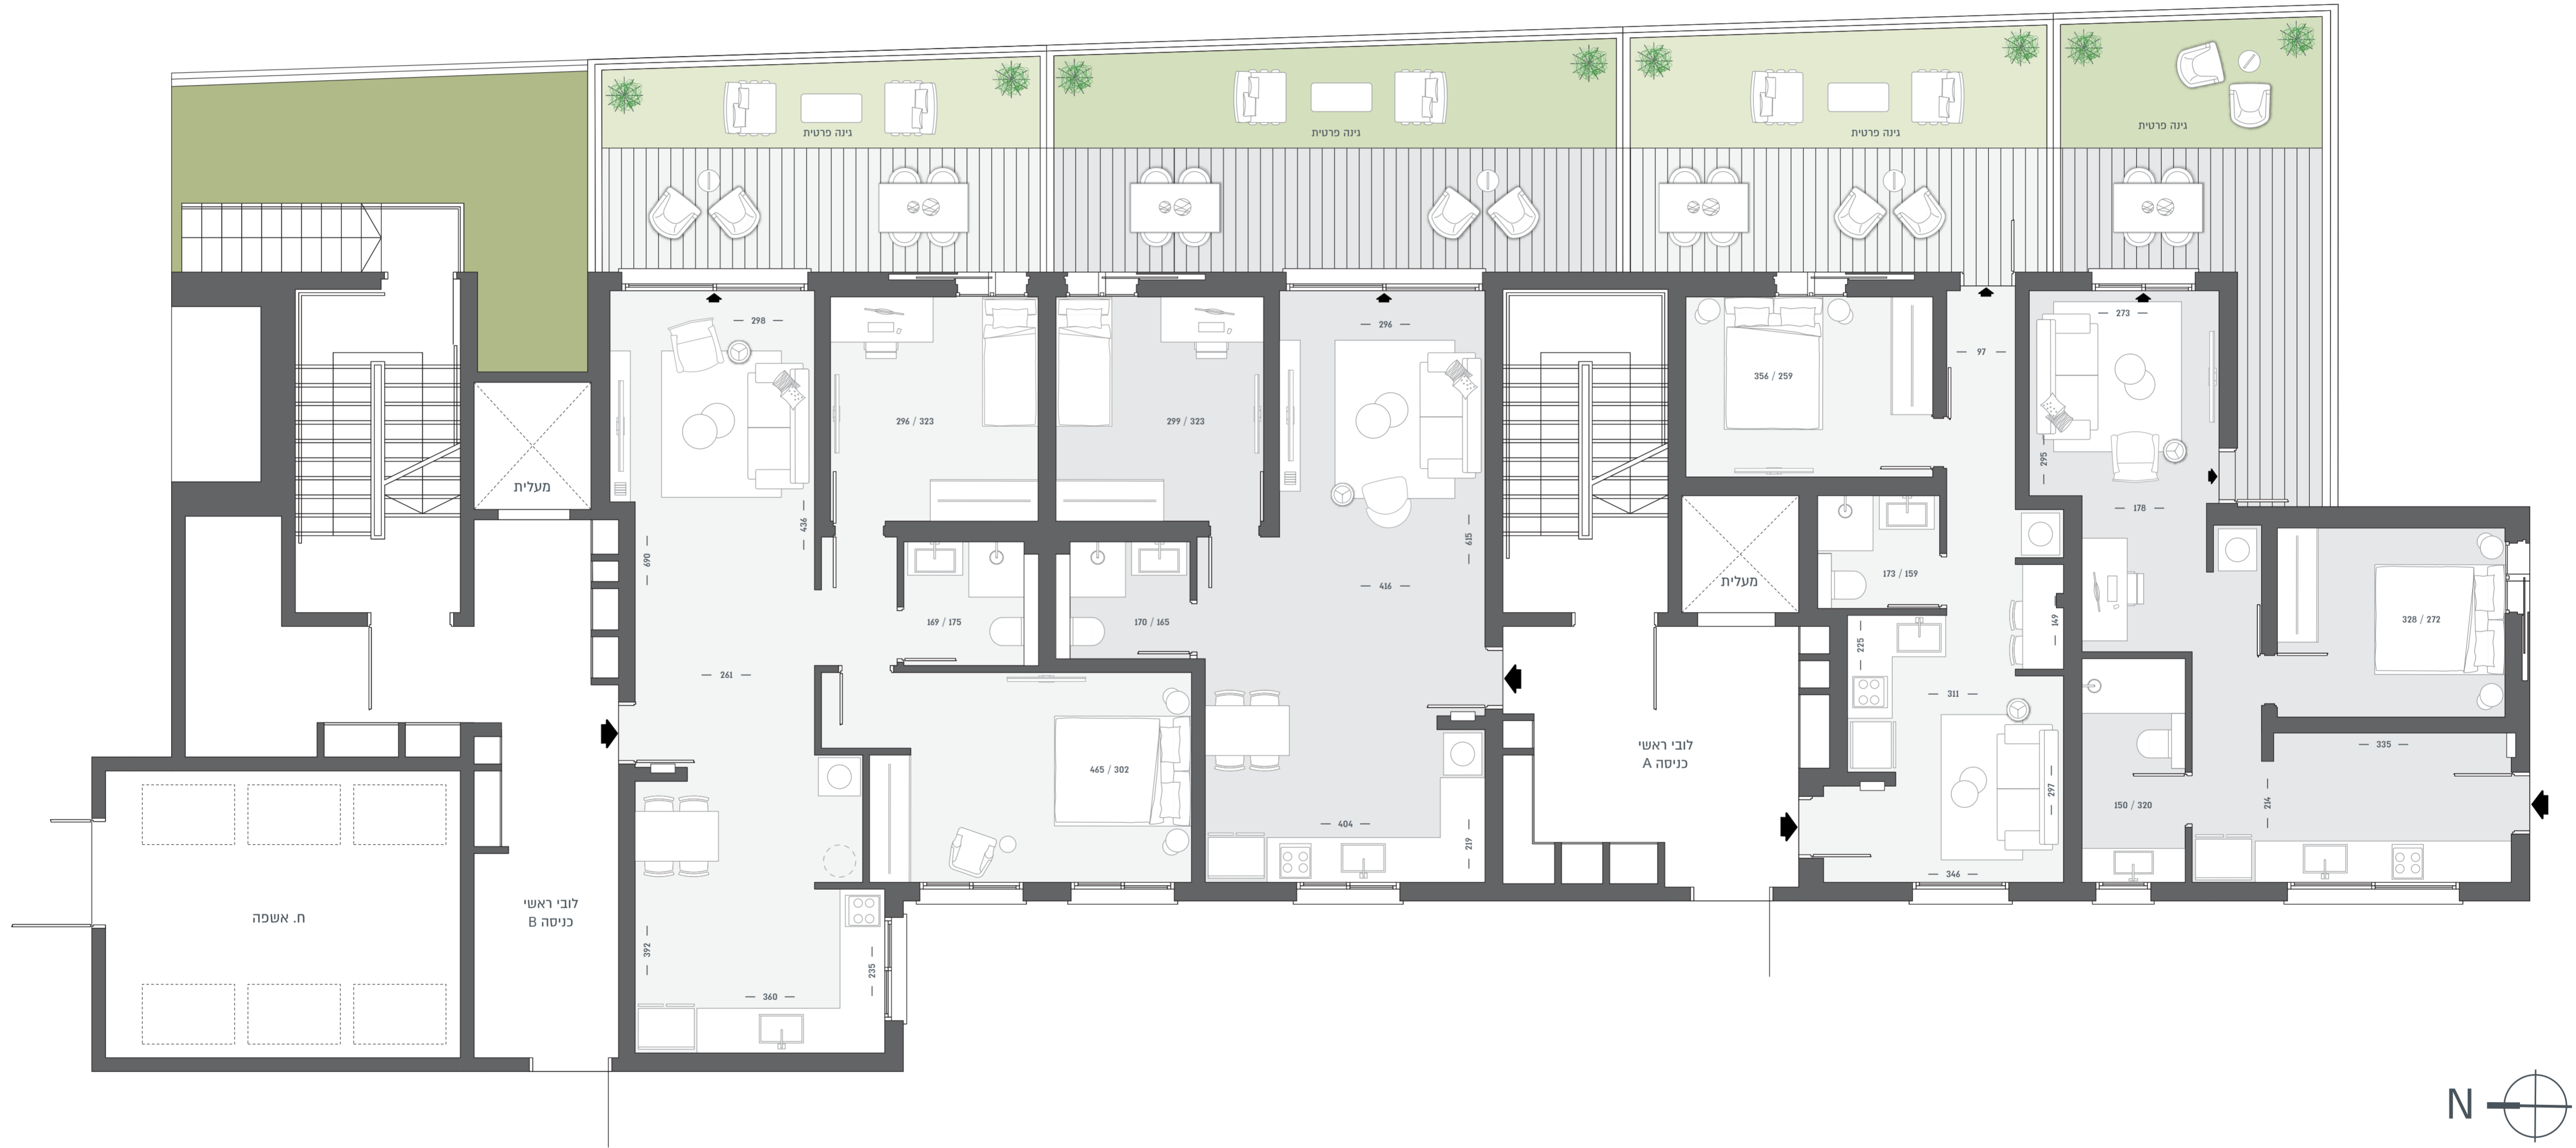 גינה פרטית
גינה פרטית
גינה פרטית
גינה פרטית
298
296
273
97
356 / 259
296 / 323
299 / 323
295
מעלית
436
178
690
615
416
מעלית
173 / 159
169 / 175
170 / 165
149
328 / 272
225
261
311
לובי ראשי
כניסה A
335
465 / 302
297
214
150 / 320
404
219
346
לובי ראשי
כניסה B
ח. אשפה
392
235
360
N